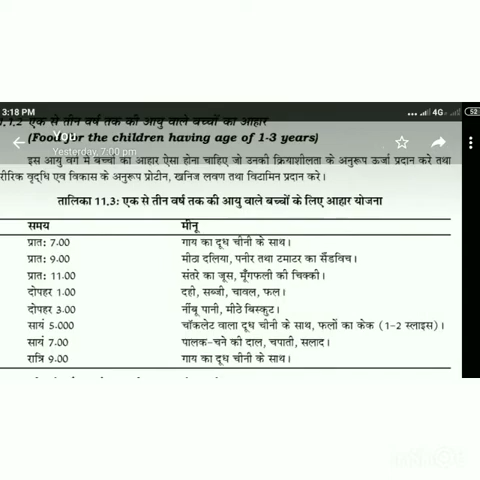 3:18 PM
4G
52
.1.2 एक से तीन वर्ष तक की आयु वाले बच्चों का आहार
You
(Food for the children having age of 1-3 years)
Yesterday, 7:00 pm
इस आयु वर्ग में बच्चों का आहार ऐसा होना चाहिए जो उनकी क्रियाशीलता के अनुरूप ऊर्जा प्रदान करे तथा
रीरिक वृद्धि एव विकास के अनुरूप प्रोटीन, खनिज लवण तथा विटामिन प्रदान करे।
तालिका 11.3: एक से तीन वर्ष तक की आयु वाले बच्चों के लिए आहार योजना
समय मीनू
प्रातः 7.00 गाय का दूध चीनी के साथ।
प्रातः 9.00 मीठा दलिया, पनीर तथा टमाटर का सैंडविच।
प्रातः 11.00 संतरे का जूस, मूँगफली की चिक्की।
दोपहर 1.00 दही, सब्जी, चावल, फल।
दोपहर 3.00 नींबू पानी, मीठे बिस्कुट।
सायं 5.000 चॉकलेट वाला दूध चीनी के साथ, फलों का केक (1-2 स्लाइस)।
सायं 7.00 पालक-चने की दाल, चपाती, सलाद।
रात्रि 9.00 गाय का दूध चीनी के साथ।